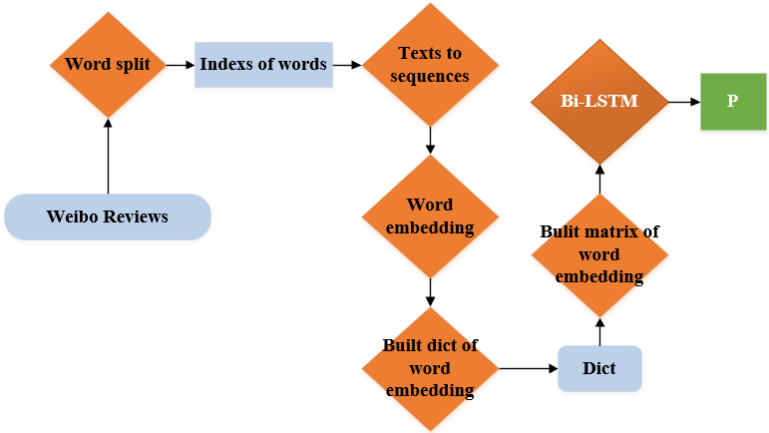 Weibo Reviews
Word split
Indexs of words
Texts to
sequences
Word
embedding
Built dict of
word
embedding
Dict
Bulit matrix of
word
embedding
Bi-LSTM
P